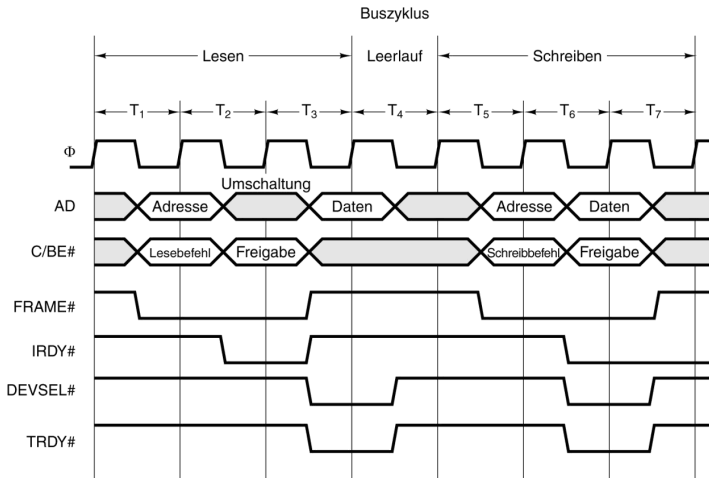 Buszyklus
Lesen Leerlauf Schreiben
T1 T2 T3 T4 T5 T6 T7
Φ
Umschaltung
AD Adresse Daten Adresse Daten
C/BE# Lesebefehl Freigabe Schreibbefehl Freigabe
FRAME#
IRDY#
DEVSEL#
TRDY#